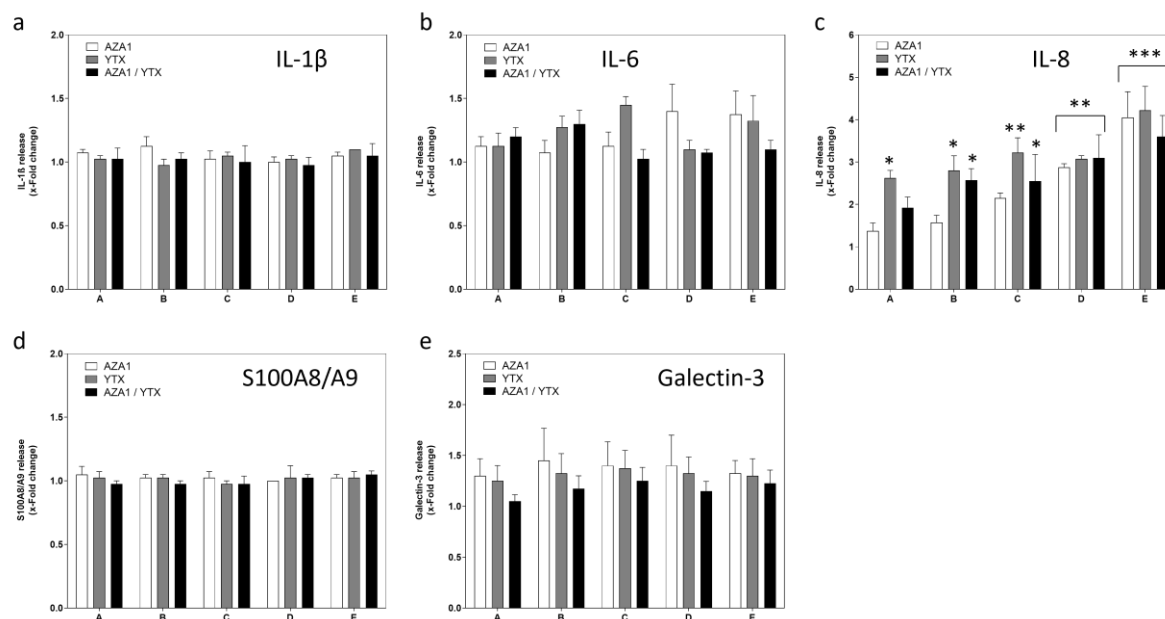 a
IL-1β
AZA1
YTX
AZA1 / YTX
2.0
1.5
1.0
0.5
0.0
IL-1ß release
(x-Fold change)
A B C D E
b
IL-6
AZA1
YTX
AZA1 / YTX
2.0
1.5
1.0
0.5
0.0
IL-6 release
(x-Fold change)
A B C D E
c
IL-8
AZA1
YTX
AZA1 / YTX
6
5
4
3
2
1
0
IL-8 release
(x-Fold change)
* * * ** * ** ***
A B C D E
d
S100A8/A9
AZA1
YTX
AZA1 / YTX
2.0
1.5
1.0
0.5
0.0
S100A8/A9 release
(x-Fold change)
A B C D E
e
Galectin-3
AZA1
YTX
AZA1 / YTX
2.5
2.0
1.5
1.0
0.5
0.0
Galectin-3 release
(x-Fold change)
A B C D E